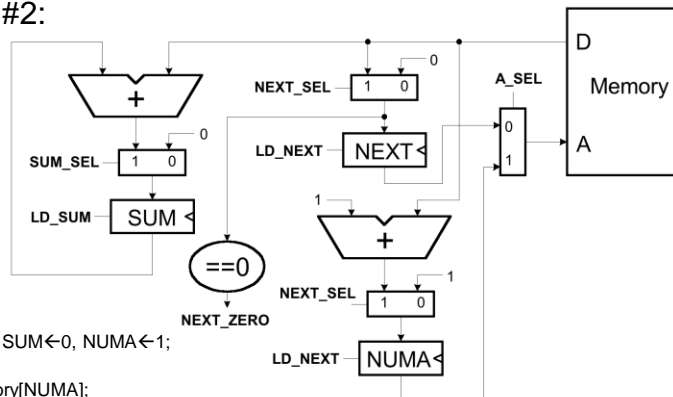 #2:
D
0
NEXT_SEL
1 0
A_SEL
Memory
+
0
SUM_SEL
1 0
LD_NEXT
NEXT
0
A
1
LD_SUM
SUM
1
+
==0
1
NEXT_SEL
1 0
NEXT_ZERO
SUM←0, NUMA←1;
LD_NEXT
NUMA
[NUMA];